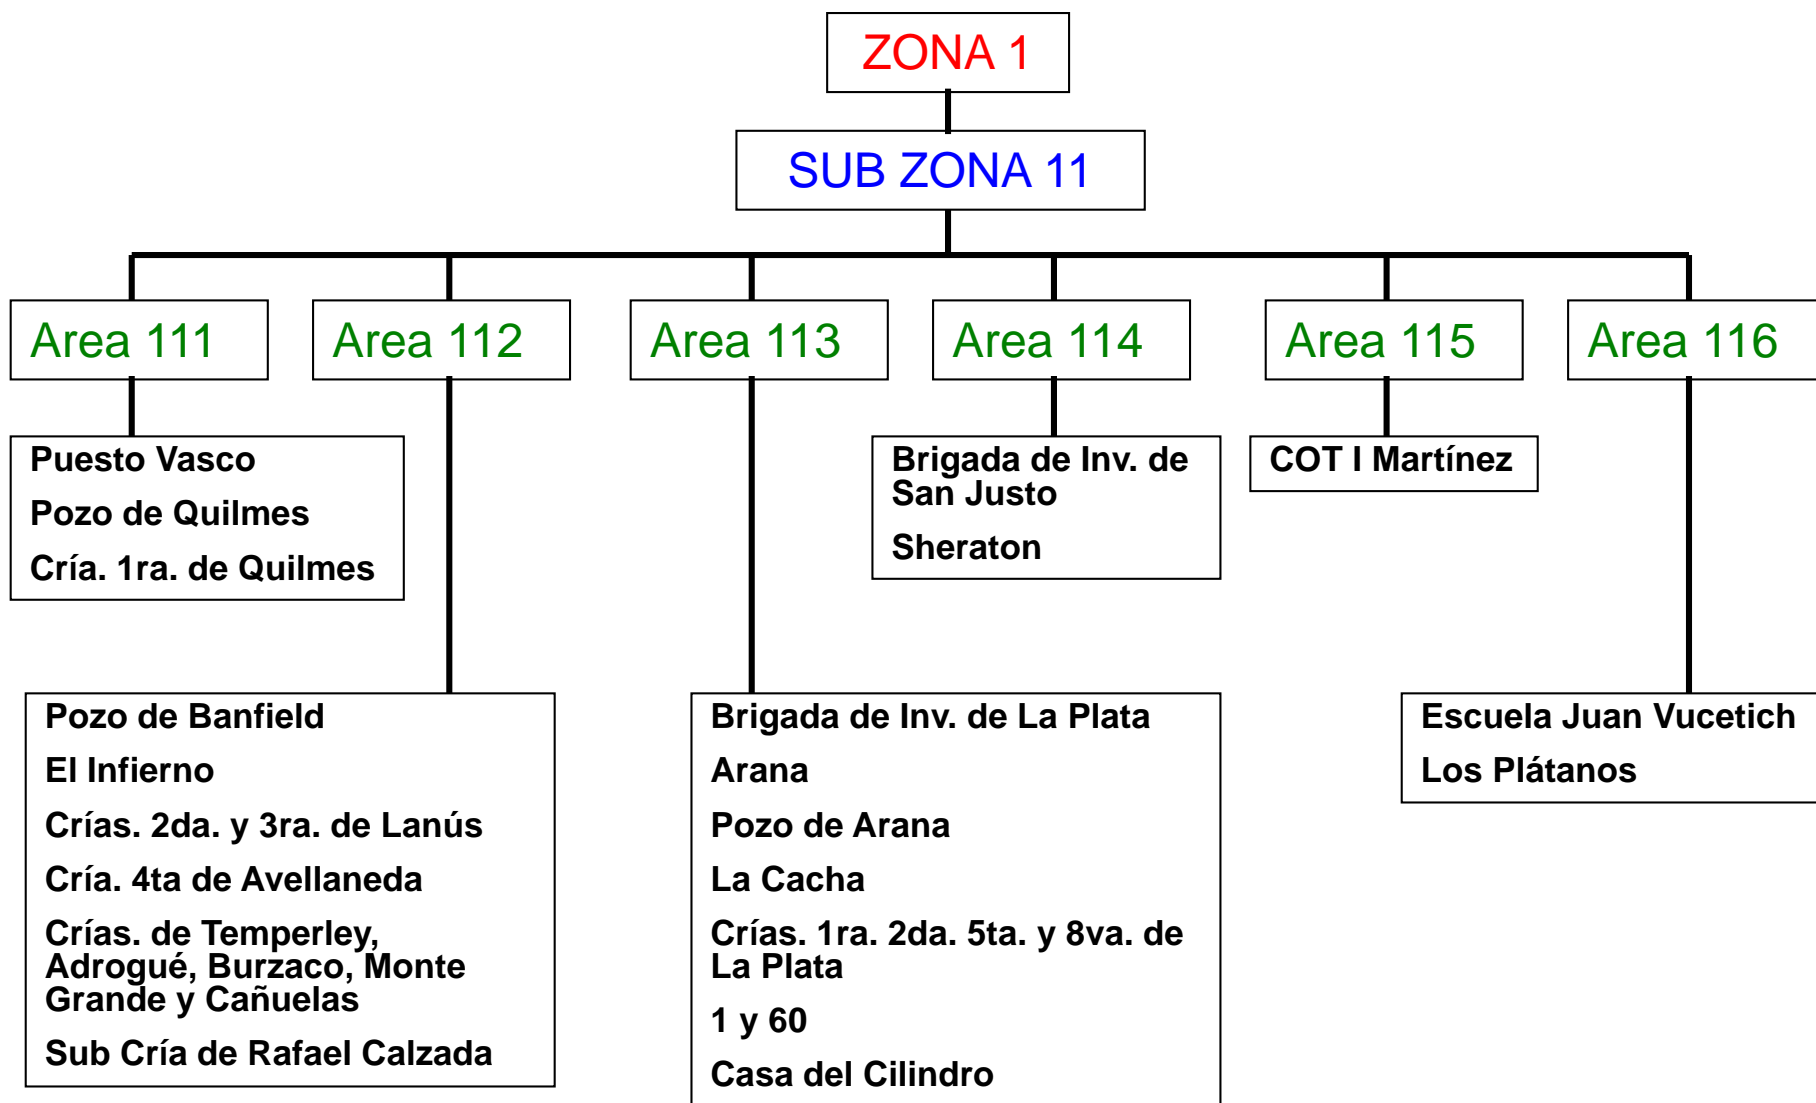 ZONA 1
SUB ZONA 11
Area 111
Area 112
Area 113
Area 114
Area 115
Area 116
Puesto Vasco
Pozo de Quilmes
Cría. 1ra. de Quilmes
Brigada de Inv. de
San Justo
Sheraton
COT I Martínez
Pozo de Banfield
El Infierno
Crías. 2da. y 3ra. de Lanús
Cría. 4ta de Avellaneda
Crías. de Temperley,
Adrogué, Burzaco, Monte
Grande y Cañuelas
Sub Cría de Rafael Calzada
Brigada de Inv. de La Plata
Arana
Pozo de Arana
La Cacha
Crías. 1ra. 2da. 5ta. y 8va. de
La Plata
1 y 60
Casa del Cilindro
Escuela Juan Vucetich
Los Plátanos